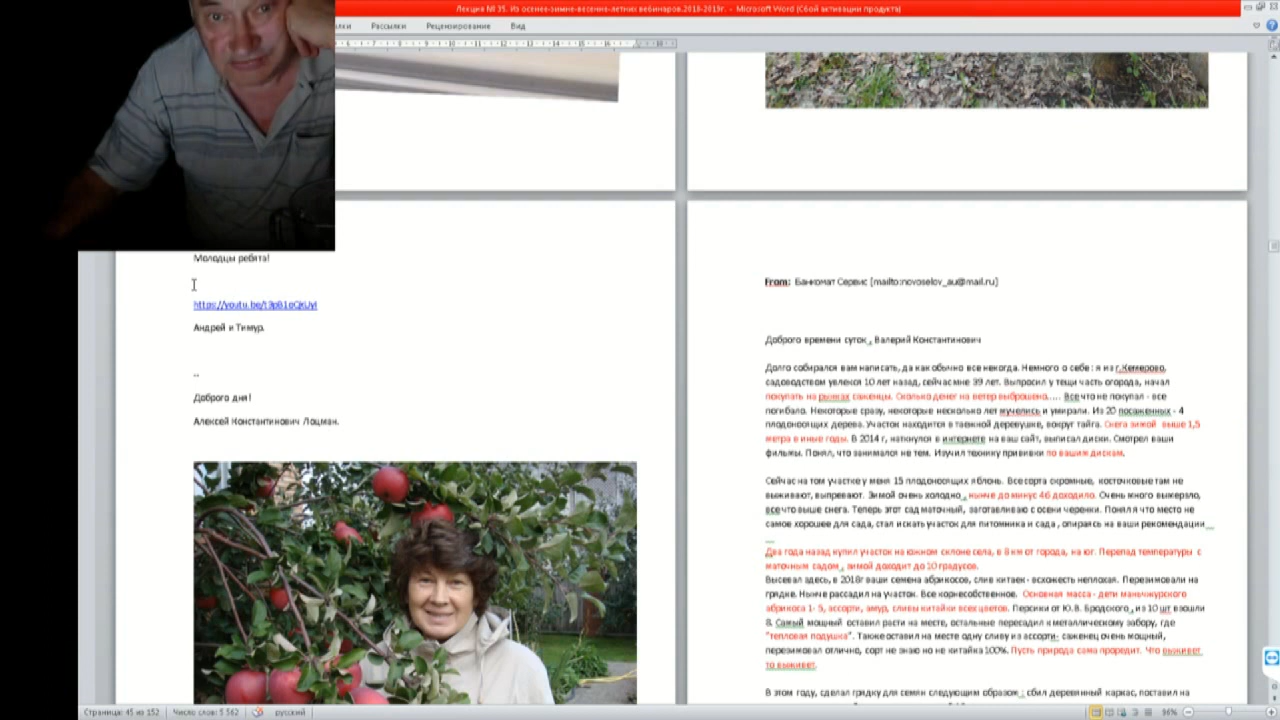 Лекция № 35. Из осенне-зимне-весенне-летних вебинаров.2018-2019г. - Microsoft Word (Сбой активации продукта)
Рассылки Рецензирование Вид
Молодцы ребята!
Андрей и Тимур.
--
Доброго дня!
Алексей Константинович Лоцман.
From: Банкомат Сервис [mailto:novoselov_au@mail.ru]
Доброго времени суток , Валерий Константинович
Долго собирался вам написать, да как обычно все некогда. Немного о себе : я из г.Кемерово,
садоводством увлекся 10 лет назад, сейчас мне 39 лет. Выпросил у тещи часть огорода, начал
покупать на рынках саженцы. Сколько денег на ветер выброшено..... Все что не покупал - все
погибало. Некоторые сразу, некоторые несколько лет мучелись и умирали. Из 20 посаженных - 4
плодоносящих дерева. Участок находится в таежной деревушке, вокруг тайга. Снега зимой выше 1,5
метра в иные годы. В 2014 г, наткнулся в интернете на ваш сайт, выписал диски. Смотрел ваши
фильмы. Понял, что занимался не тем. Изучил технику прививки по вашим дискам.
Сейчас на том участке у меня 15 плодоносящих яблонь. Все сорта скромные, косточковые там не
выживают, выпревают. Зимой очень холодно , нынче до минус 46 доходило. Очень много вымерзло,
все что выше снега. Теперь этот сад маточный, заготавливаю с осени черенки. Понял я что место не
самое хорошее для сада, стал искать участок для питомника и сада , опираясь на ваши рекомендации
Два года назад купил участок на южном склоне села, в 8 км от города, на юг. Перепад температуры с
маточным садом , зимой доходит до 10 градусов.
Высевал здесь, в 2018г ваши семена абрикосов, слив китаек - всхожесть неплохая. Перезимовали на
грядке. Нынче рассадил на участок. Все корнесобственное. Основная масса - дети маньчжурского
абрикоса 1- 5, ассорти, амур, сливы китайки всех цветов. Персики от Ю.В. Бродского , из 10 шт взошли
8. Самый мощный оставил расти на месте, остальные пересадил к металлическому забору, где
"тепловая подушка". Также оставил на месте одну сливу из ассорти- саженец очень мощный,
перезимовал отлично, сорт не знаю но не китайка 100%. Пусть природа сама проредит. Что выживет
то выживет.
В этом году, сделал грядку для семян следующим образом , сбил деревянный каркас, поставил на
Страница: 45 из 152 Число слов: 5 562 русский 96%